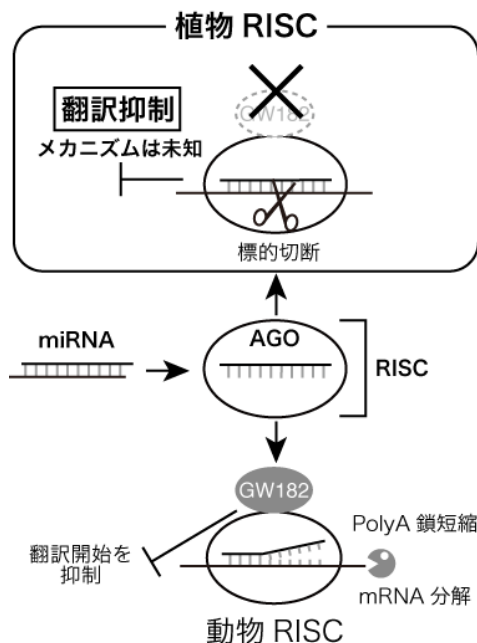 植物 RISC
GW182
翻訳抑制
メカニズムは未知
標的切断
miRNA
AGO
RISC
GW182
PolyA 鎖短縮
翻訳開始を
抑制
mRNA 分解
動物 RISC